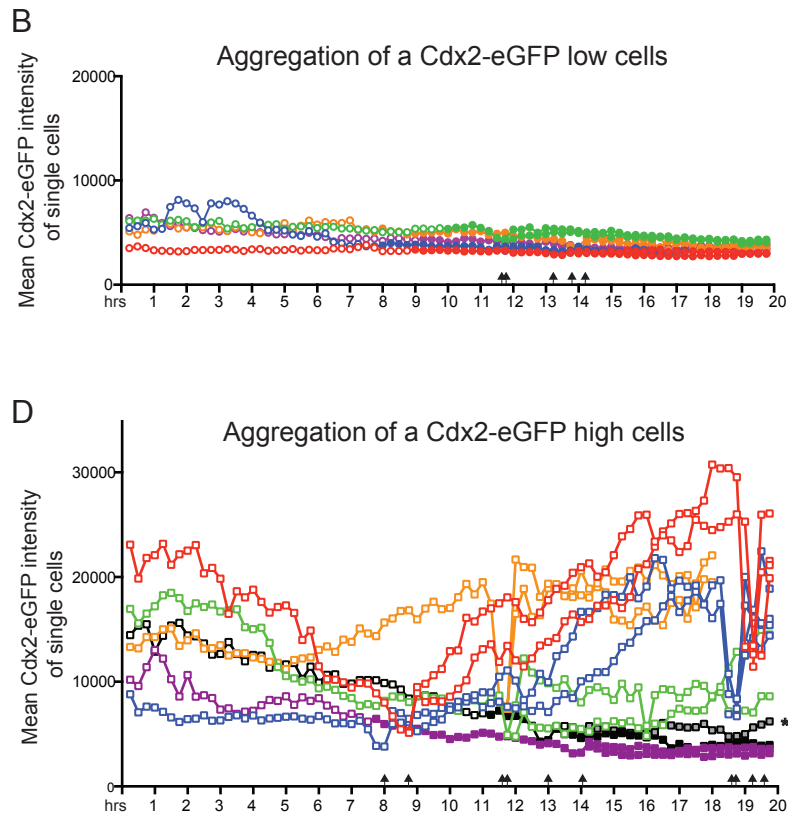 B
Aggregation of a Cdx2-eGFP low cells
Mean Cdx2-eGFP intensity
of single cells
20000
10000
0
hrs 1 2 3 4 5 6 7 8 9 10 11 12 13 14 15 16 17 18 19 20
D
Aggregation of a Cdx2-eGFP high cells
Mean Cdx2-eGFP intensity
of single cells
30000
20000
10000
*
0
hrs 1 2 3 4 5 6 7 8 9 10 11 12 13 14 15 16 17 18 19 20